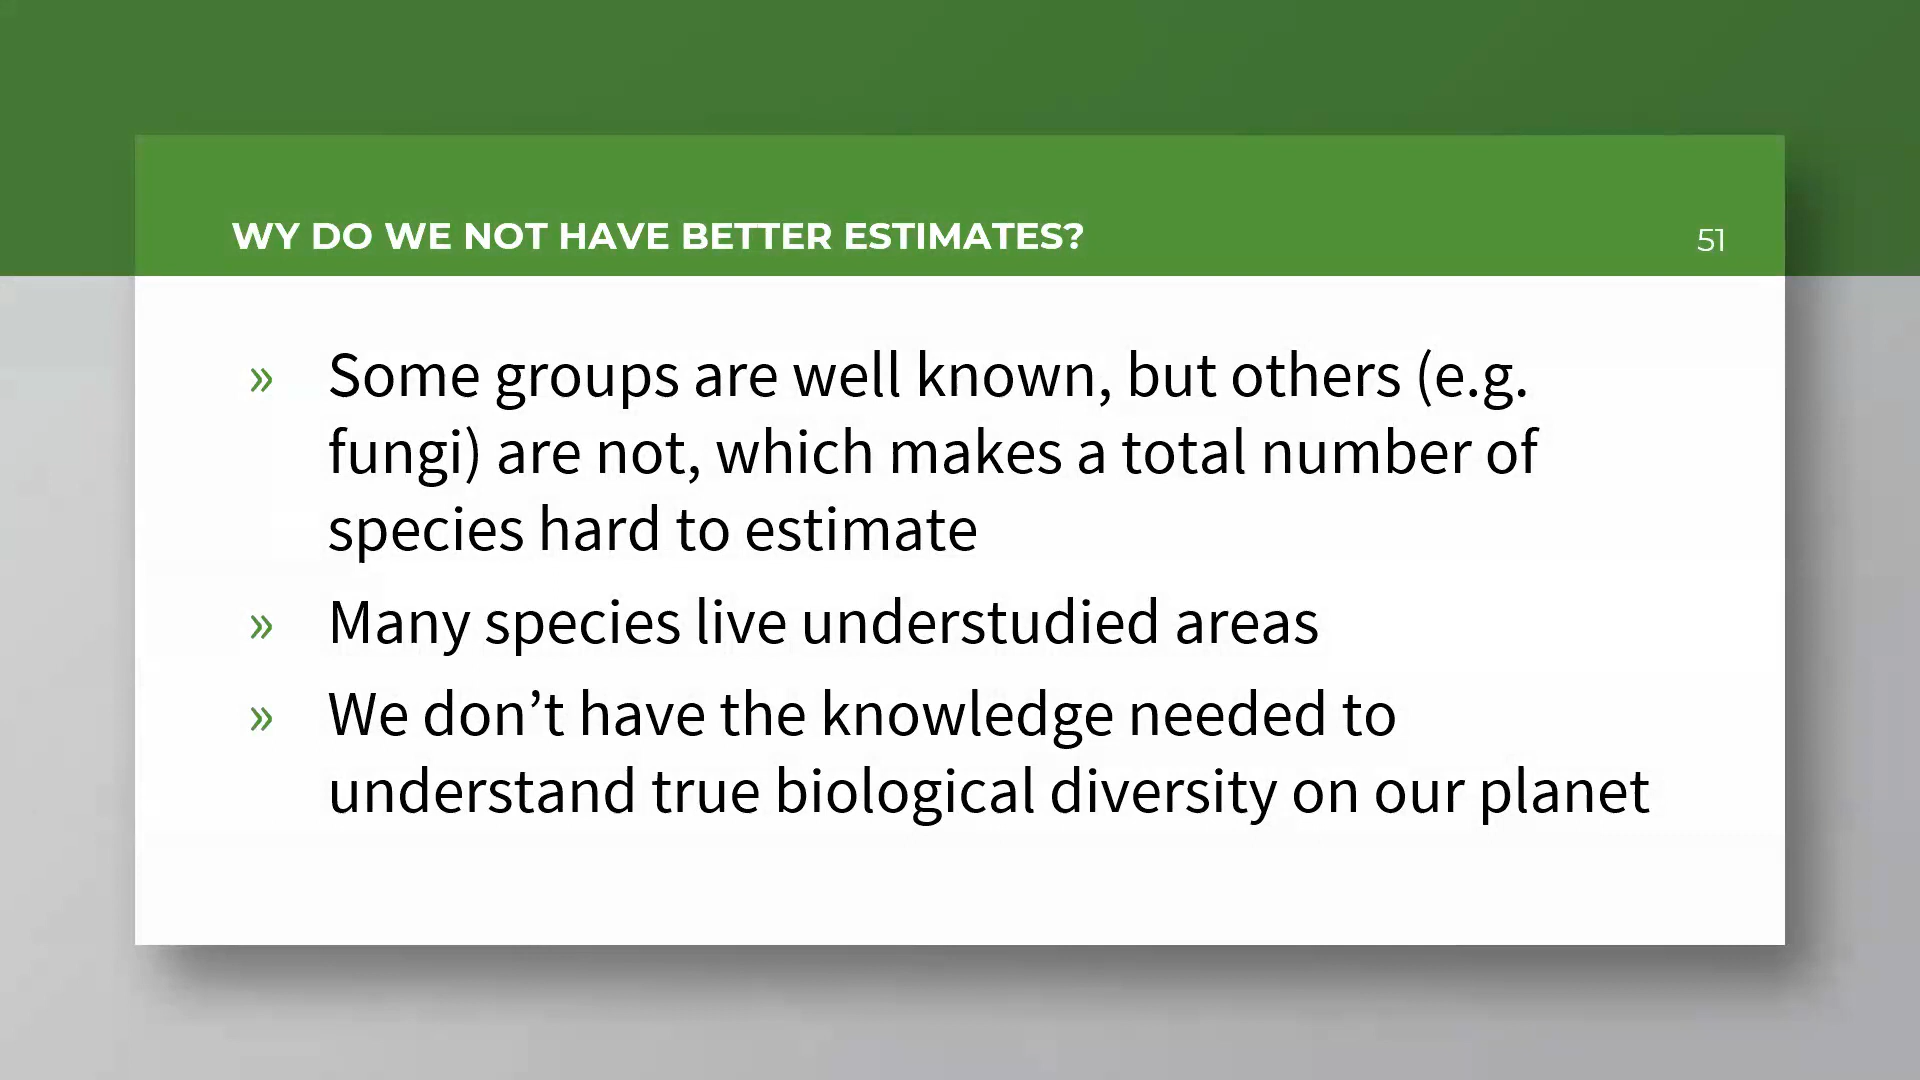 WY DO WE NOT HAVE BETTER ESTIMATES?
51
» Some groups are well known, but others (e.g.
fungi) are not, which makes a total number of
species hard to estimate
» Many species live understudied areas
» We don’t have the knowledge needed to
understand true biological diversity on our planet